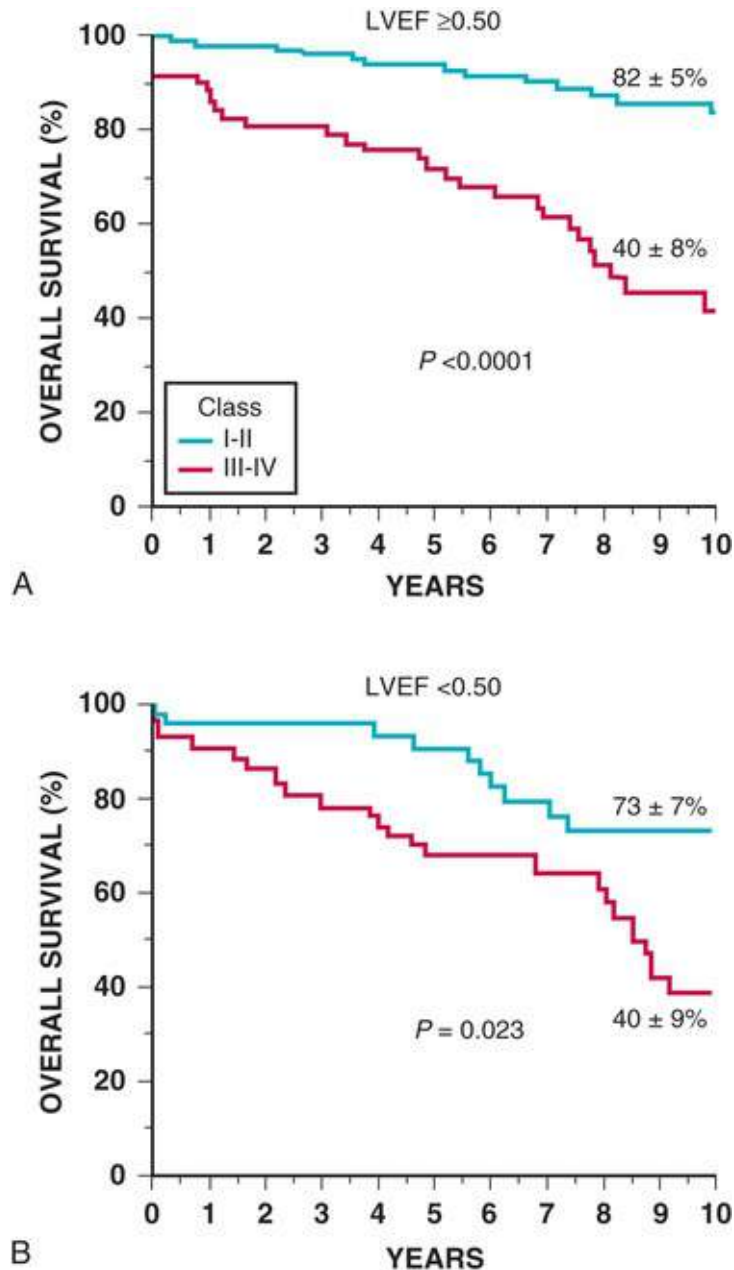 LVEF ≥0.50
100
80
60
40
20
0
OVERALL SURVIVAL (%)
82 ± 5%
40 ± 8%
P <0.0001
Class
I-II
III-IV
0 1 2 3 4 5 6 7 8 9 10
YEARS
A
LVEF <0.50
100
80
60
40
20
0
OVERALL SURVIVAL (%)
73 ± 7%
40 ± 9%
P = 0.023
0 1 2 3 4 5 6 7 8 9 10
YEARS
B